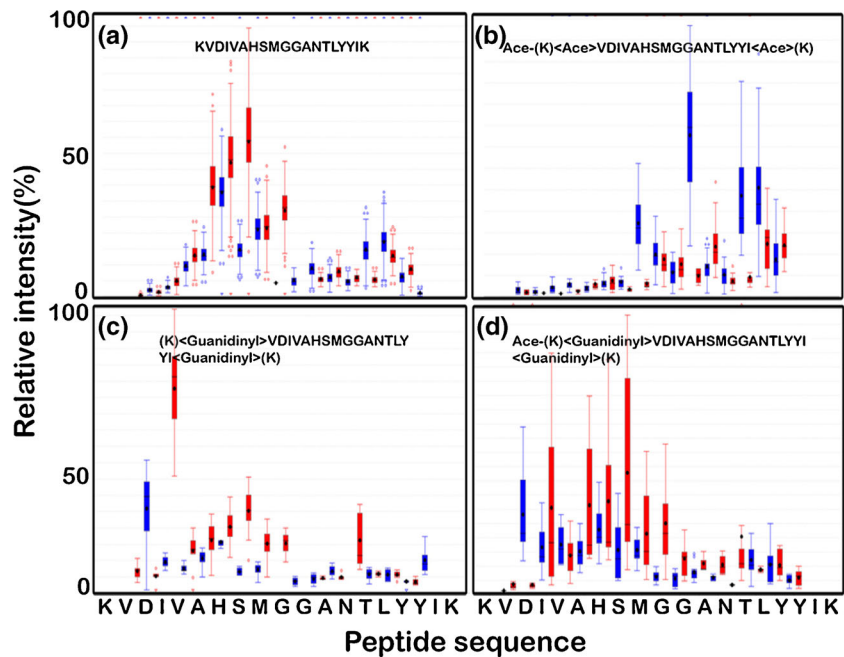 (a)
KVDIVAHSMGGANTLYYIK
(b)
Ace-(K)<Ace>VDIVAHSMGGANTLYYI<Ace>(K)
100
50
0
Relative intensity(%)
(c)
(K)<Guanidinyl>VDIVAHSMGGANTLY
YI<Guanidinyl>(K)
(d)
Ace-(K)<Guanidinyl>VDIVAHSMGGANTLYYI
<Guanidinyl>(K)
100
50
0
K V D I V A H S M G G A N T L Y Y I K
K V D I V A H S M G G A N T L Y Y I K
Peptide sequence